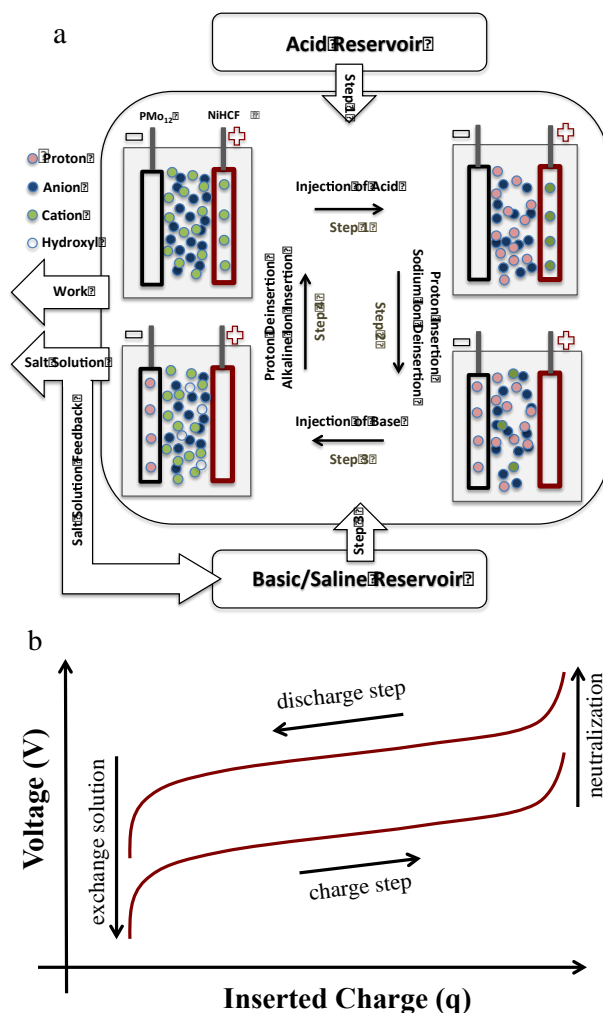 a
Acid Reservoir
Step 1
PMo12
NiHCF
Proton
Anion
Cation
Hydroxyl
Injection of Acid
Step 1
Work
Salt Solution
Salt Solution Feedback
Proton Deinsertion
Alkaline Ion Insertion
Step 4
Step 2
Proton Insertion
Sodium Ion Deinsertion
Injection of Base
Step 3
Step 3
Basic/Saline Reservoir
b
Voltage (V)
exchange solution
discharge step
charge step
neutralization
Inserted Charge (q)